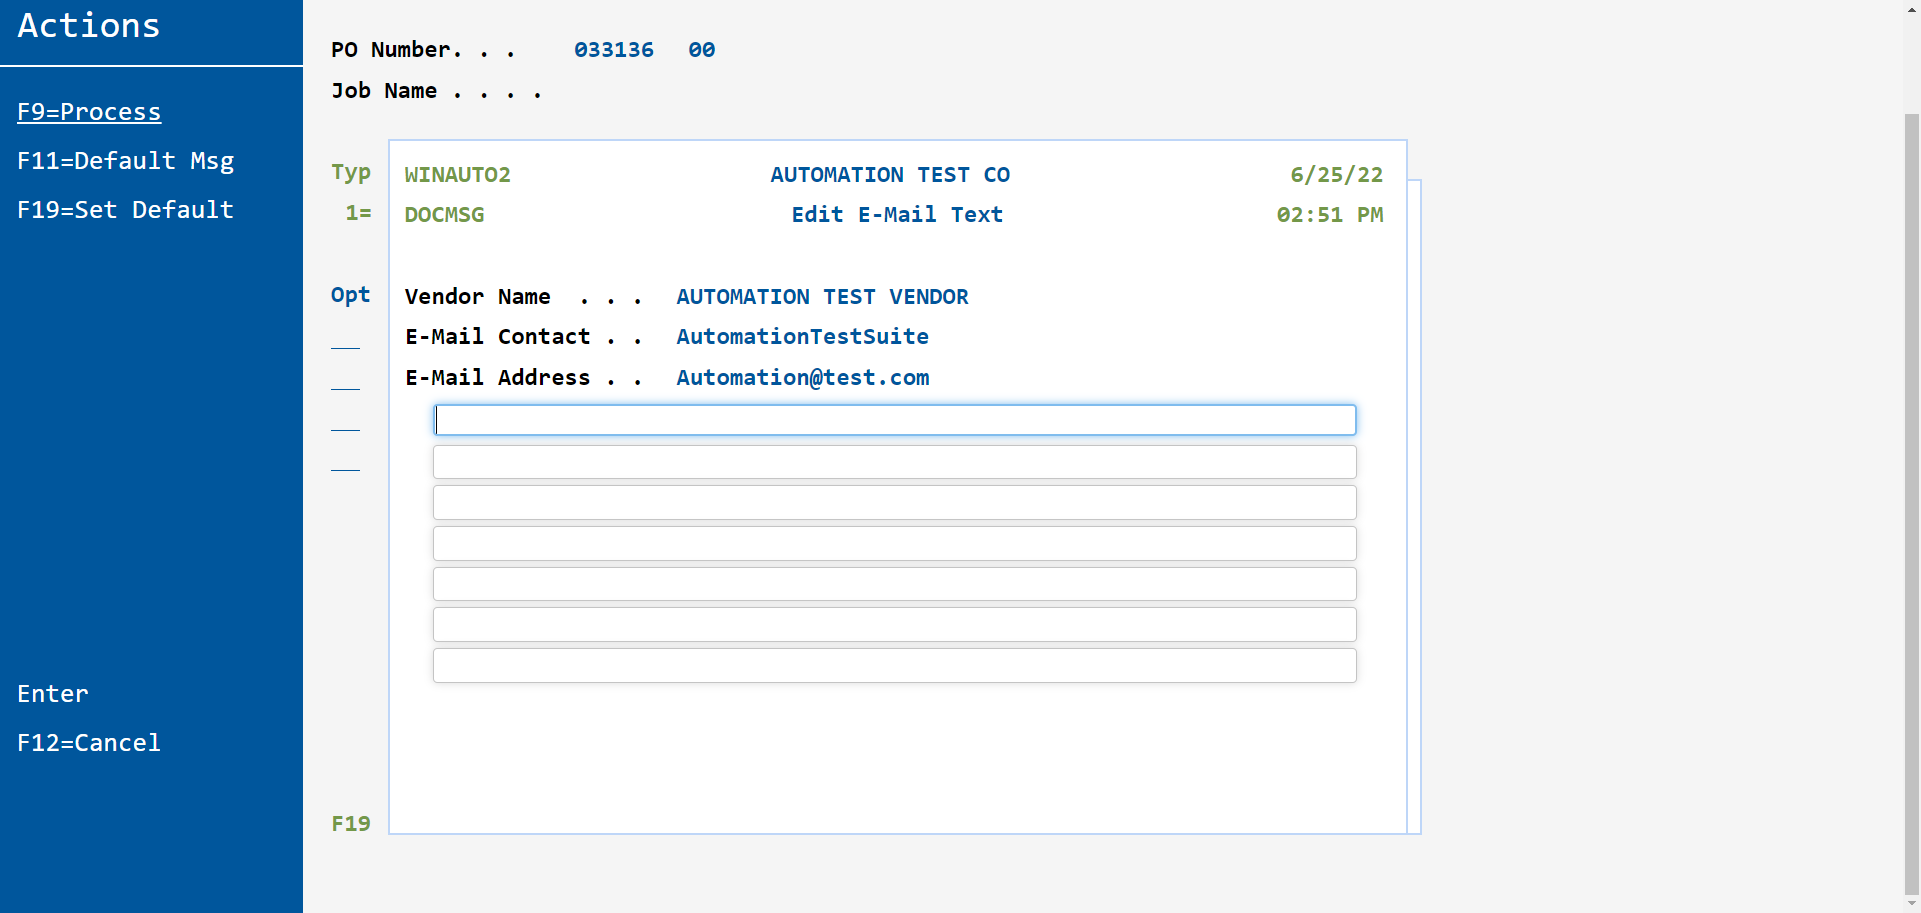 Actions
F9=Process
F11=Default Msg
F19=Set Default
Enter
F12=Cancel
PO Number. . . 033136 00
Job Name . . . .
Typ
1=
Opt
F19
WINAUTO2 AUTOMATION TEST CO 6/25/22
DOCMSG Edit E-Mail Text 02:51 PM
Vendor Name . . . AUTOMATION TEST VENDOR
E-Mail Contact . . AutomationTestSuite
E-Mail Address . . Automation@test.com